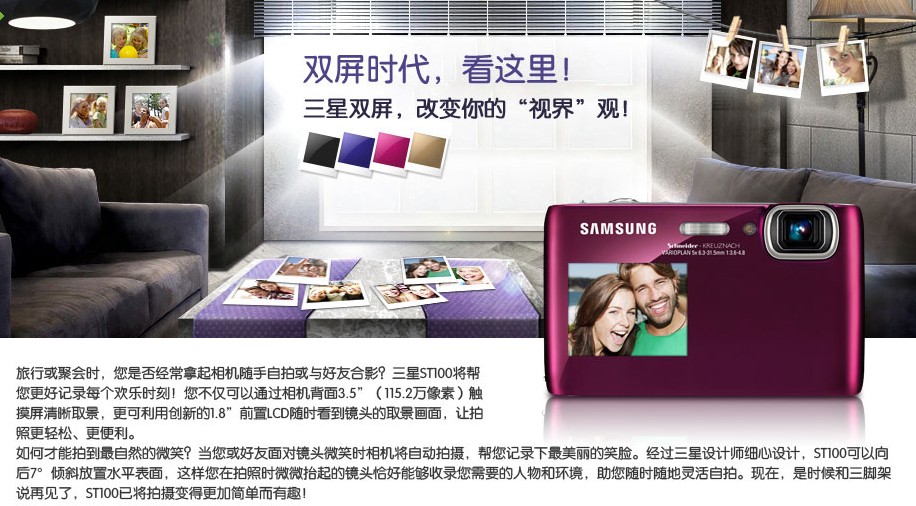 双屏时代，看这里！
三星双屏，改变你的“视界”观！
SAMSUNG
Schneider - KREUZNACH
VARIOPLAN 5x 6.3-31.5mm 1:3.6-4.8
旅行或聚会时，您是否经常拿起相机随手自拍或与好友合影？三星ST100将帮
您更好记录每个欢乐时刻！您不仅可以通过相机背面3.5”（115.2万像素）触
摸屏清晰取景，更可利用创新的1.8”前置LCD随时看到镜头的取景画面，让拍
照更轻松、更便利。
如何才能拍到最自然的微笑？当您或好友面对镜头微笑时相机将自动拍摄，帮您记录下最美丽的笑脸。经过三星设计师细心设计，ST100可以向
后7°倾斜放置水平表面，这样您在拍照时微微抬起的镜头恰好能够收录您需要的人物和环境，助您随时随地灵活自拍。现在，是时候和三脚架
说再见了，ST100已将拍摄变得更加简单而有趣！